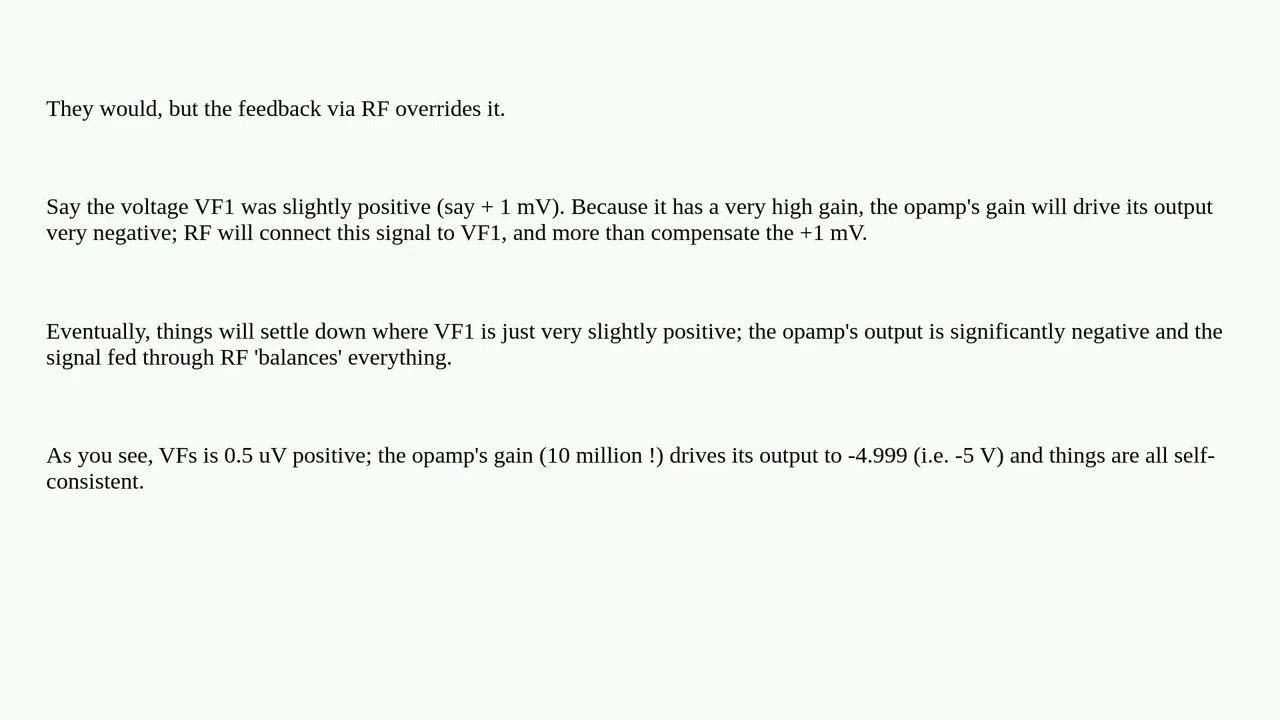 They would, but the feedback via RF overrides it.
Say the voltage VF1 was slightly positive (say + 1 mV). Because it has a very high gain, the opamp's gain will drive its output
very negative; RF will connect this signal to VF1, and more than compensate the +1 mV.
Eventually, things will settle down where VF1 is just very slightly positive; the opamp's output is significantly negative and the
signal fed through RF 'balances' everything.
As you see, VFs is 0.5 uV positive; the opamp's gain (10 million !) drives its output to -4.999 (i.e. -5 V) and things are all self-
consistent.